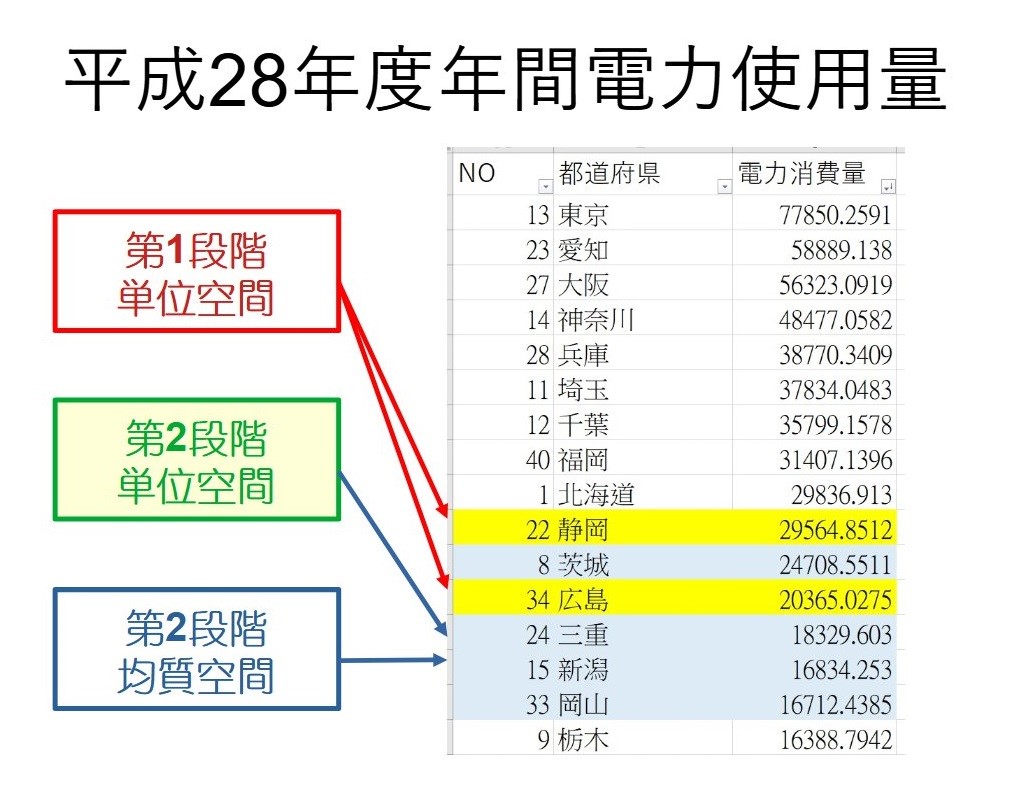 平成28年度年間電力使用量
第1段階
単位空間
第2段階
単位空間
第2段階
均質空間
NO 都道府県 電力消費量
13 東京 77850.2591
23 愛知 58889.138
27 大阪 56323.0919
14 神奈川 48477.0582
28 兵庫 38770.3409
11 埼玉 37834.0483
12 千葉 35799.1578
40 福岡 31407.1396
1 北海道 29836.913
22 静岡 29564.8512
8 茨城 24708.5511
34 広島 20365.0275
24 三重 18329.603
15 新潟 16834.253
33 岡山 16712.4385
9 栃木 16388.7942